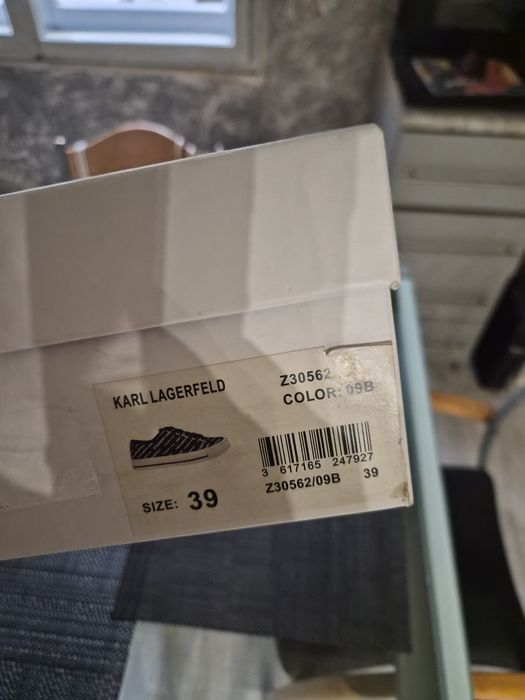 KARL LAGERFELD
Z30562
COLOR: 09B
3 617165 247927
Z30562/09B 39
SIZE: 39